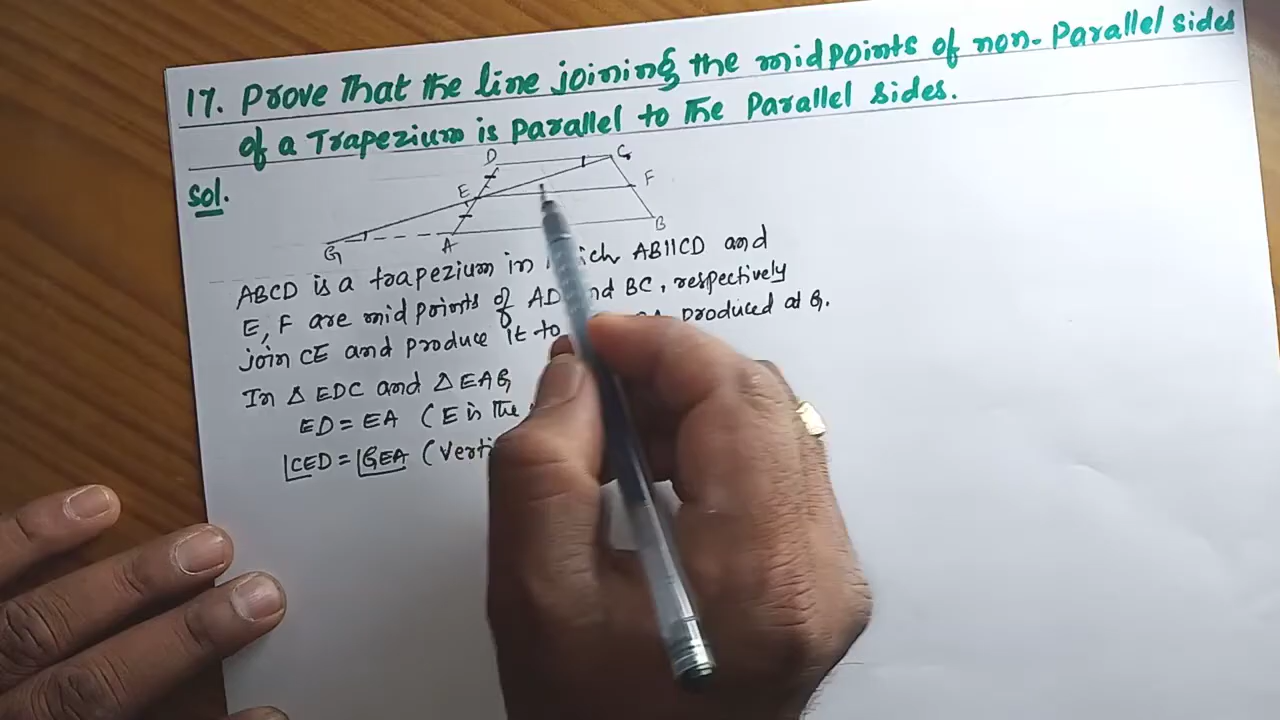 17. Prove That the line joining the midpoints of non-Parallel sides
of a Trapezium is parallel to the Parallel sides.
Sol.
D C
E F
G A B
ABCD is a trapezium in which AB||CD and
E, F are mid points of AD and BC, respectively
join CE and produce it to produced at G.
In Δ EDC and Δ EAG
ED = EA (E is the
∠CED = ∠GEA (Verti